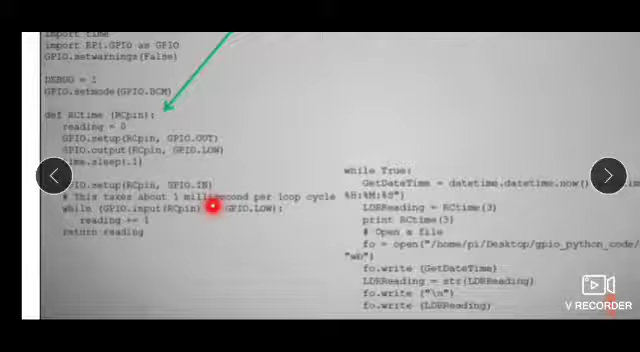 import time
import RPi.GPIO as GPIO
GPIO.setwarnings(False)
DEBUG = 1
GPIO.setmode(GPIO.BCM)
def RCtime (RCpin):
reading = 0
GPIO.setup(RCpin, GPIO.OUT)
GPIO.output(RCpin, GPIO.LOW)
time.sleep(.1)
GPIO.setup(RCpin, GPIO.IN)
# This takes about 1 millisecond per loop cycle
while (GPIO.input(RCpin) GPIO.LOW):
reading += 1
return reading
while True:
GetDateTime = datetime.datetime.now()
%H:%M:%S")
LDRReading = RCtime(3)
print RCtime(3)
# Open a file
fo = open("/home/pi/Desktop/gpio_python_code/
"wb")
fo.write (GetDateTime)
LDRReading = str(LDRReading)
fo.write ("\n")
fo.write (LDRReading)
V RECORDER